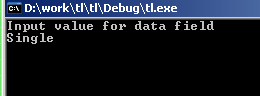 D:\work\tl\tl\Debug\tl.exe
Input value for data field
Single